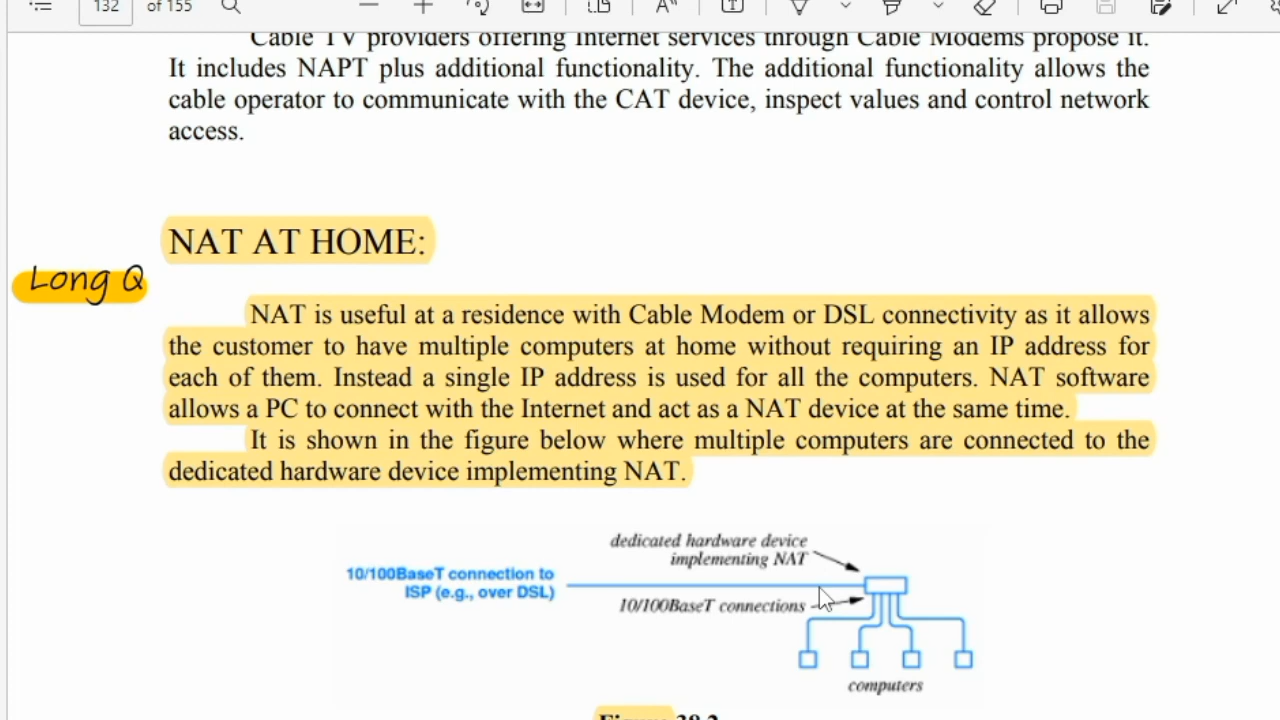 132 of 155
Cable TV providers offering Internet services through Cable Modems propose it.
It includes NAPT plus additional functionality. The additional functionality allows the
cable operator to communicate with the CAT device, inspect values and control network
access.
NAT AT HOME:
Long Q
NAT is useful at a residence with Cable Modem or DSL connectivity as it allows
the customer to have multiple computers at home without requiring an IP address for
each of them. Instead a single IP address is used for all the computers. NAT software
allows a PC to connect with the Internet and act as a NAT device at the same time.
It is shown in the figure below where multiple computers are connected to the
dedicated hardware device implementing NAT.
dedicated hardware device
implementing NAT
10/100BaseT connection to
ISP (e.g., over DSL)
10/100BaseT connections
computers
Figure 38.2